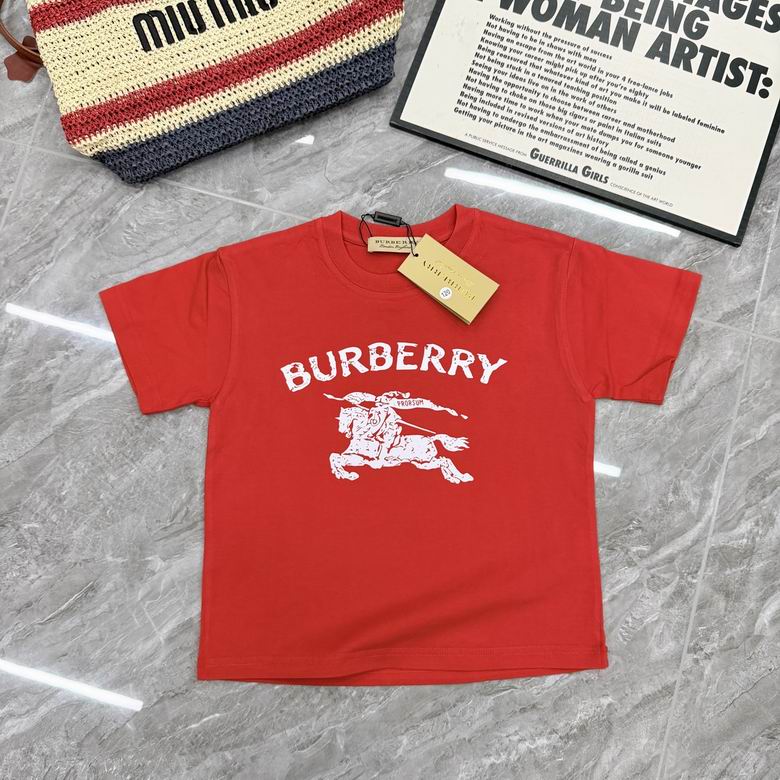 MIU MIU
BEING
WOMAN ARTIST:
Working without the pressure of success
Not having to be in shows with men
Having an escape from the art world in your 4 free-lance jobs
Knowing your career might pick up after you're eighty
Being reassured that whatever kind of art you make it will be labeled feminine
Not being stuck in a tenured teaching position
Seeing your ideas live on in the work of others
Having the opportunity to choose between career and motherhood
Not having to choke on those big cigars or paint in Italian suits
Having more time to work when your mate dumps you for someone younger
Being included in revised versions of art history
Not having to undergo the embarrassment of being called a genius
Getting your picture in the art magazines wearing a gorilla suit
A PUBLIC SERVICE MESSAGE FROM GUERRILLA GIRLS CONSCIENCE OF THE ART WORLD
BURBERRY
BURBERRY
BURBERRY
PRORSUM